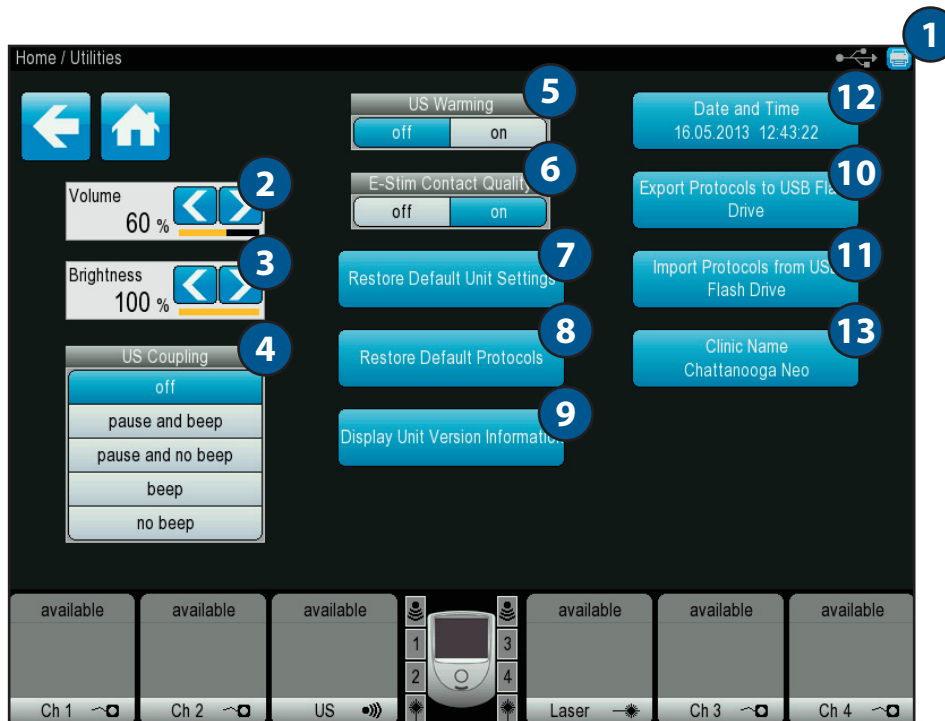 1
Home / Utilities
US Warming
5
off on
Date and Time
16.05.2013 12:43:22
12
Volume
60 %
2
E-Stim Contact Quality
6
off on
Export Protocols to USB Flash
Drive
10
Brightness
100 %
3
Restore Default Unit Settings
7
Import Protocols from USB
Flash Drive
11
US Coupling
4
off
pause and beep
pause and no beep
beep
no beep
Restore Default Protocols
8
Clinic Name
Chattanooga Neo
13
Display Unit Version Information
9
available available available available available available
1 3
2 4
Ch 1 Ch 2 US Laser Ch 3 Ch 4